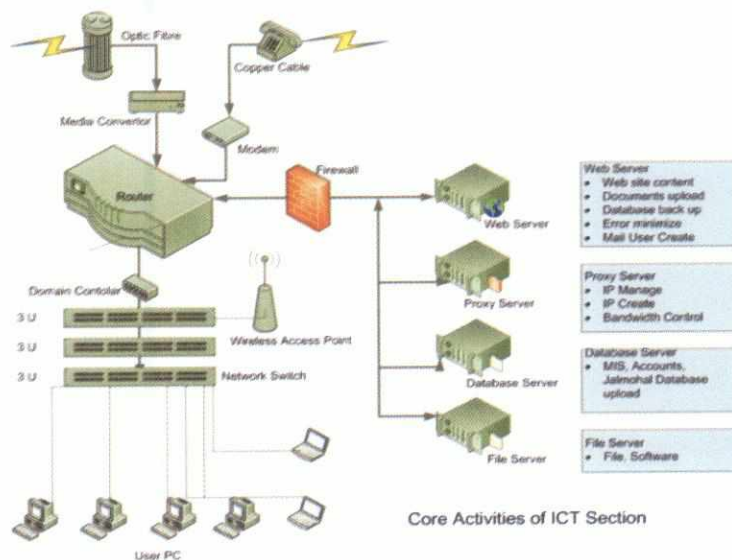 Optic Fibre
Copper Cable
Media Convertor
Modem
Firewall
Router
Web Server
Web Server
• Web site content
• Documents upload
• Database back up
• Error minimize
• Mail User Create
Domain Contoller
Proxy Server
Proxy Server
• IP Manage
• IP Create
• Bandwidth Control
3 U
Wireless Access Point
3 U
Database Server
Database Server
• MIS, Accounts,
Jalmohal Database
upload
3 U
Network Switch
File Server
File Server
• File, Software
User PC
Core Activities of ICT Section